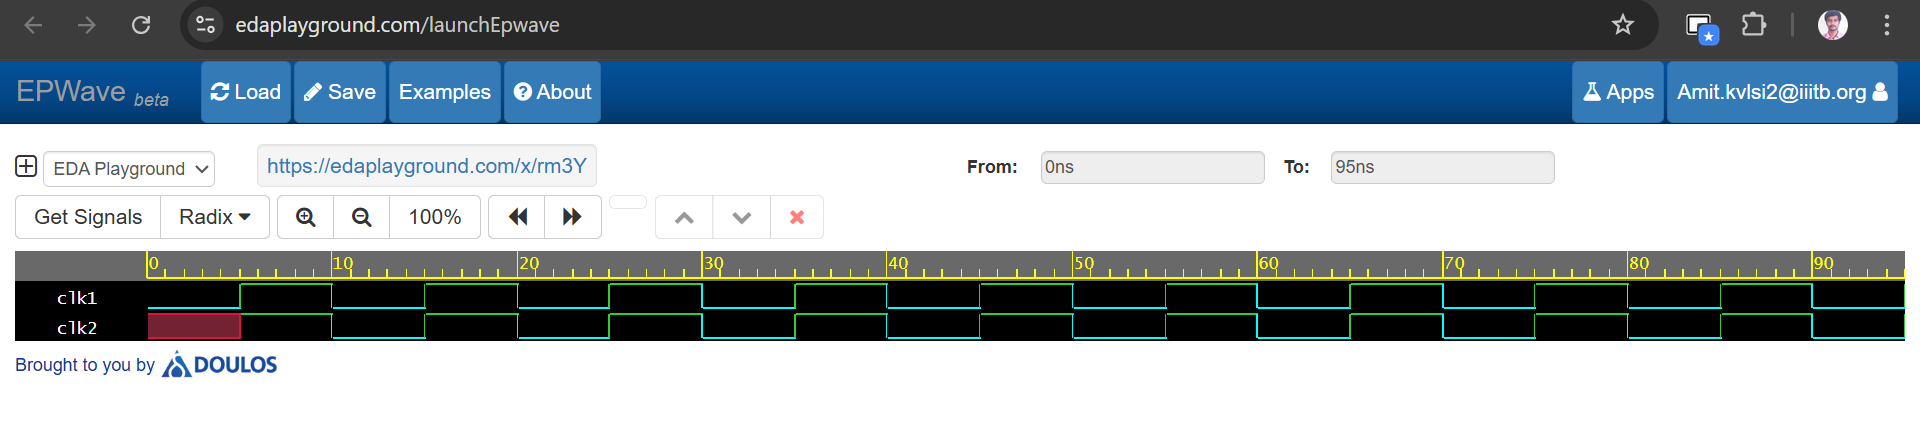 edaplayground.com/launchEpwave
EPWave beta Load Save Examples About Apps Amit.kvlsi2@iiitb.org
EDA Playground https://edaplayground.com/x/rm3Y From: 0ns To: 95ns
Get Signals Radix 100%
0 10 20 30 40 50 60 70 80 90
clk1
clk2
Brought to you by DOULOS